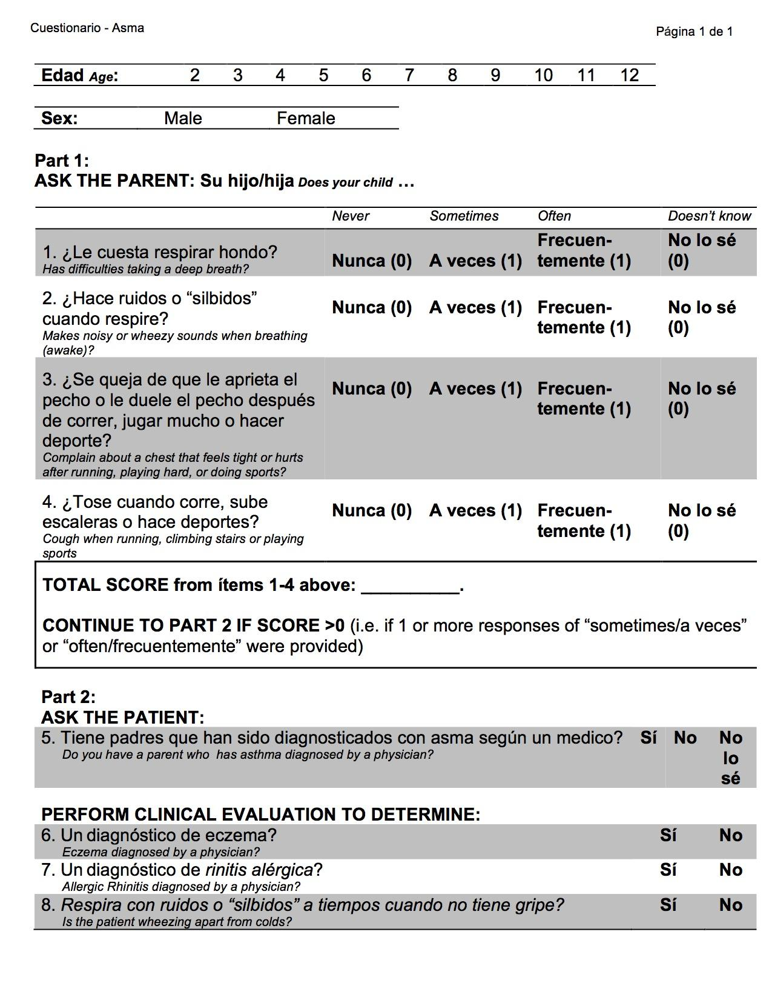 Cuestionario - Asma
Página 1 de 1
Edad Age: 2 3 4 5 6 7 8 9 10 11 12
Sex: Male Female
Part 1:
ASK THE PARENT: Su hijo/hija Does your child …
Never Sometimes Often Doesn’t know
1. ¿Le cuesta respirar hondo?
Has difficulties taking a deep breath?
Nunca (0) A veces (1) Frecuen-
temente (1) No lo sé
(0)
2. ¿Hace ruidos o “silbidos”
cuando respire?
Makes noisy or wheezy sounds when breathing
(awake)?
Nunca (0) A veces (1) Frecuen-
temente (1) No lo sé
(0)
3. ¿Se queja de que le aprieta el
pecho o le duele el pecho después
de correr, jugar mucho o hacer
deporte?
Complain about a chest that feels tight or hurts
after running, playing hard, or doing sports?
Nunca (0) A veces (1) Frecuen-
temente (1) No lo sé
(0)
4. ¿Tose cuando corre, sube
escaleras o hace deportes?
Cough when running, climbing stairs or playing
sports
Nunca (0) A veces (1) Frecuen-
temente (1) No lo sé
(0)
TOTAL SCORE from ítems 1-4 above: __________.
CONTINUE TO PART 2 IF SCORE >0 (i.e. if 1 or more responses of “sometimes/a veces”
or “often/frecuentemente” were provided)
Part 2:
ASK THE PATIENT:
5. Tiene padres que han sido diagnosticados con asma según un medico? Sí No No
lo
sé
Do you have a parent who has asthma diagnosed by a physician?
PERFORM CLINICAL EVALUATION TO DETERMINE:
6. Un diagnóstico de eczema? Sí No
Eczema diagnosed by a physician?
7. Un diagnóstico de rinitis alérgica? Sí No
Allergic Rhinitis diagnosed by a physician?
8. Respira con ruidos o “silbidos” a tiempos cuando no tiene gripe? Sí No
Is the patient wheezing apart from colds?